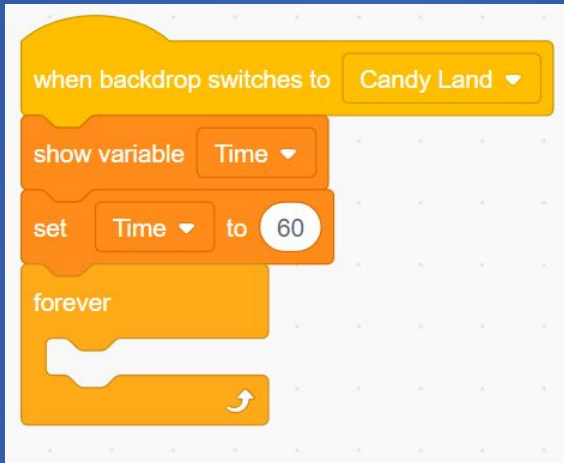 when backdrop switches to Candy Land
show variable Time
set Time to 60
forever